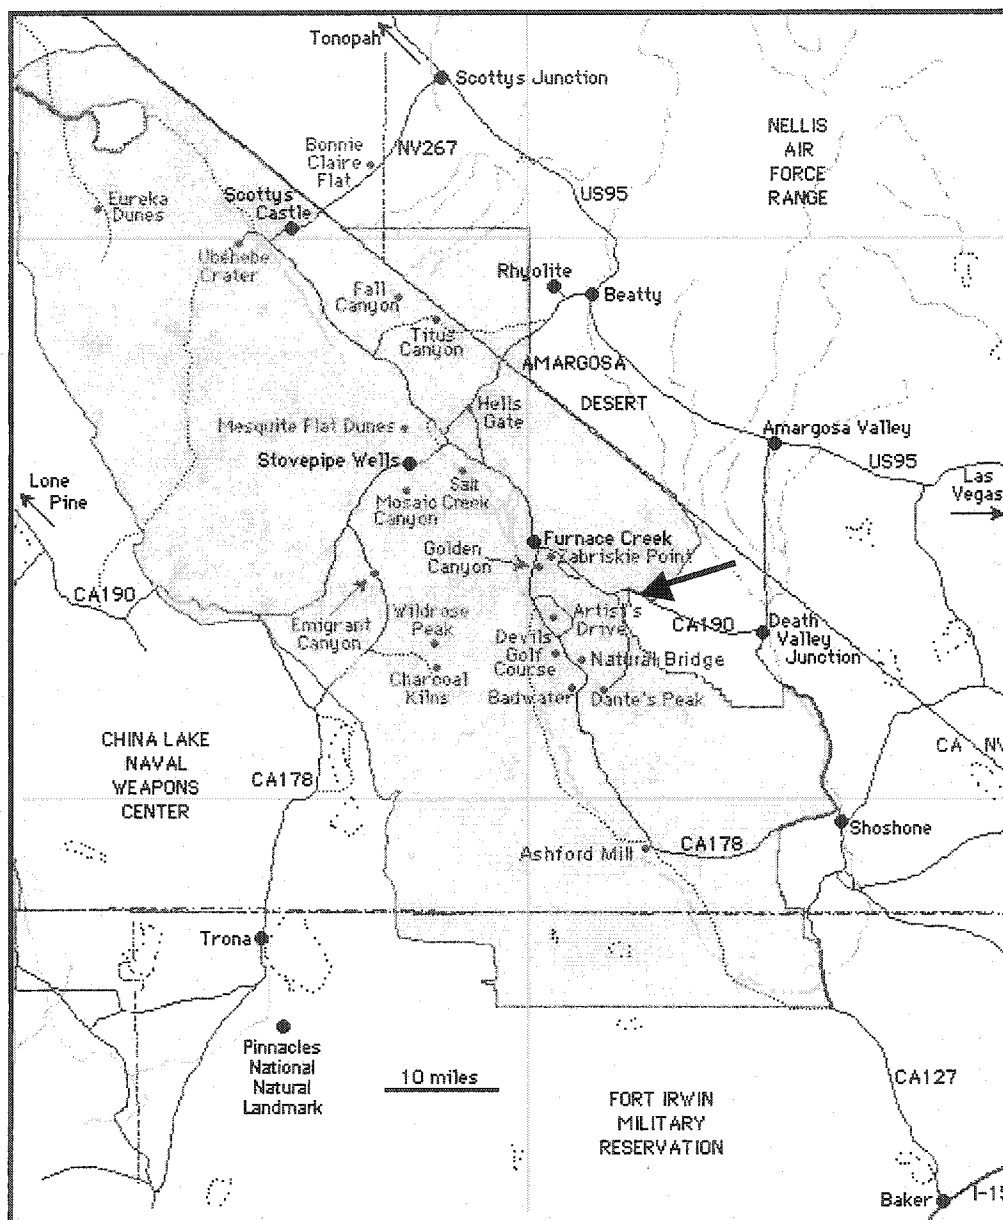 Tonopah
Scottys Junction
NELLIS
AIR
FORCE
RANGE
Bonnie
Claire
Flat
NV267
US95
Eureka
Dunes
Scottys
Castle
Ubehebe
Crater
Rhyolite
Beatty
Fall
Canyon
Titus
Canyon
AMARGOSA
DESERT
Hells
Gate
Mesquite Flat Dunes
Amargosa Valley
US95
Stovepipe Wells
Lone
Pine
Las
Vegas
Salt
Creek
Mosaic
Canyon
Furnace Creek
Zabriskie Point
Golden
Canyon
CA190
Emigrant
Canyon
Wildrose
Peak
Artist's
Drive
CA190
Death
Valley
Junction
Devils
Golf
Course
Natural Bridge
Charcoal
Kilns
Badwater
Dante's Peak
CHINA LAKE
NAVAL
WEAPONS
CENTER
CA178
CA NV
Shoshone
Ashford Mill
CA178
Trona
Pinnacles
National
Natural
Landmark
10 miles
FORT IRWIN
MILITARY
RESERVATION
CA127
Baker
I-15